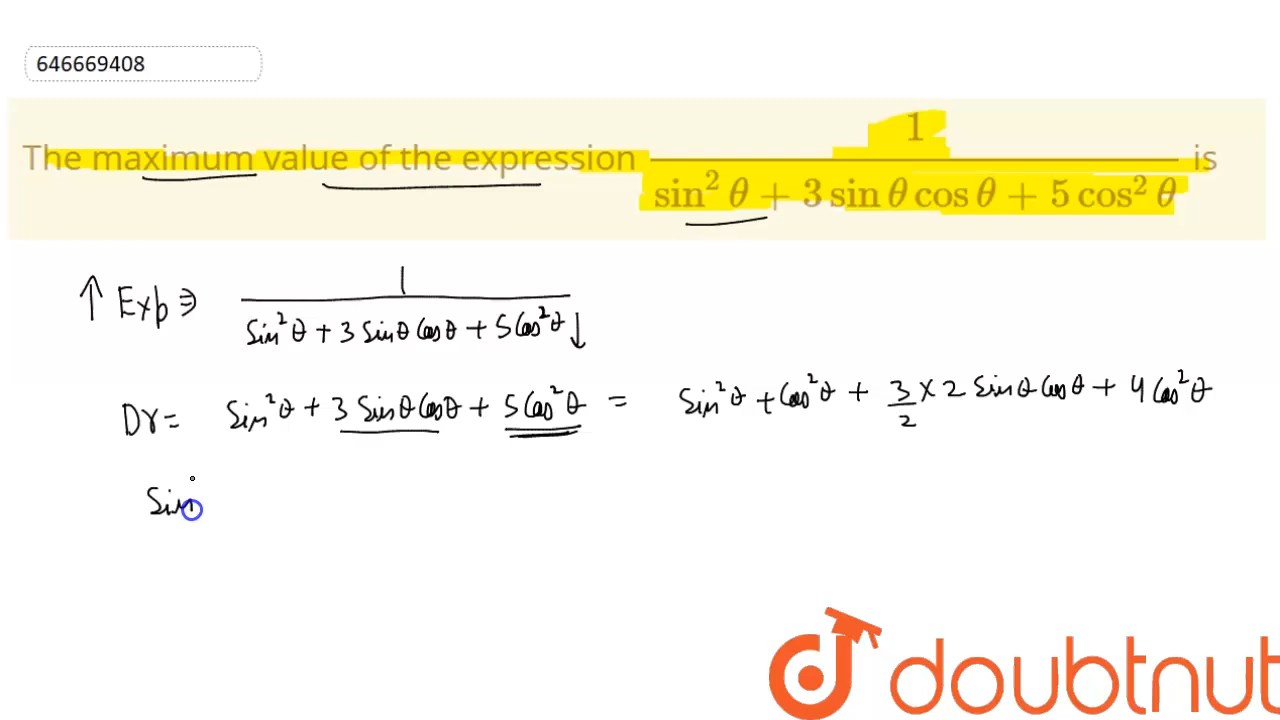 646669408
The maximum value of the expression 1 / (sin² θ + 3 sin θ cos θ + 5 cos² θ) is
↑ Exp ⇒ 1 / (Sin²θ + 3 Sinθ Cosθ + 5 Cos²θ) ↓
Dr = Sin²θ + 3 Sinθ Cosθ + 5 Cos²θ = Sin²θ + Cos²θ + 3/2 × 2 Sinθ Cosθ + 4 Cos²θ
Sin
doubtnut